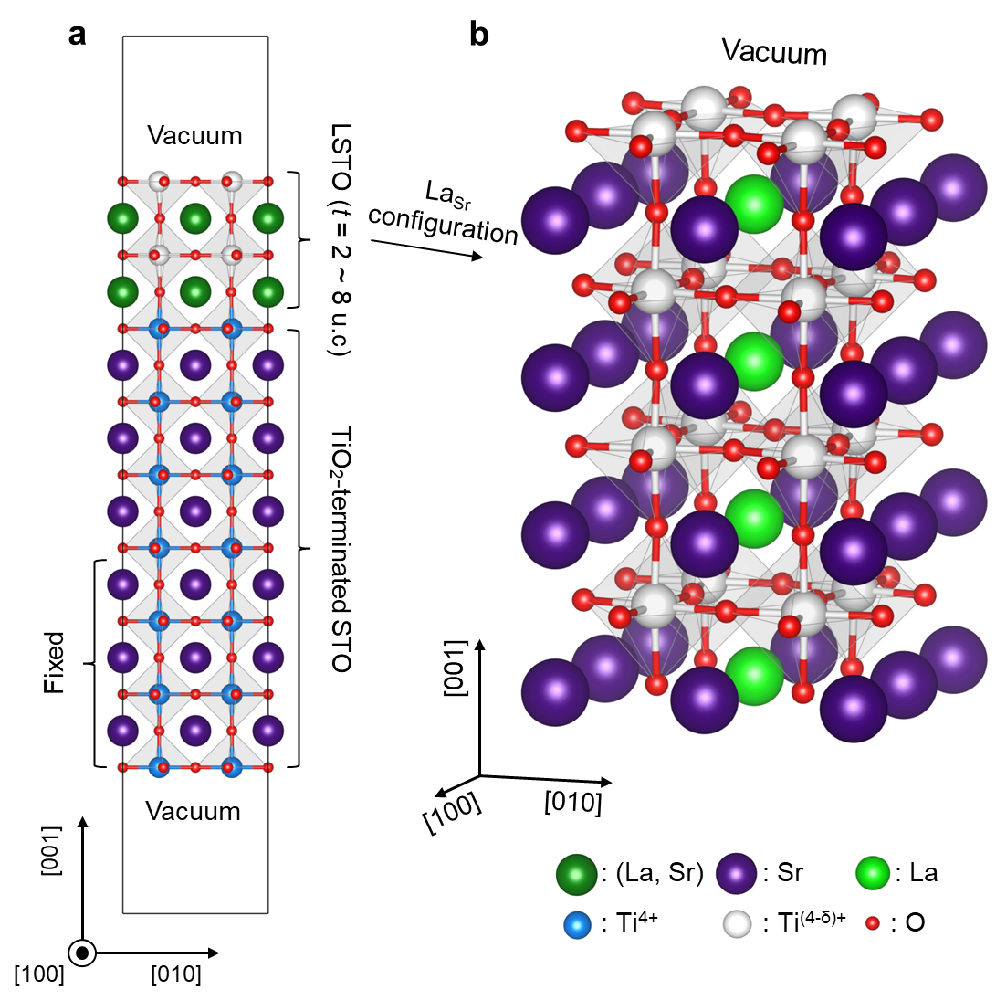 a
Vacuum
LSTO (t = 2 ~ 8 u.c)
TiO2-terminated STO
Fixed
Vacuum
[001]
[100]
[010]
LaSr
configuration
b
Vacuum
[001]
[100]
[010]
: (La, Sr)
: Sr
: La
: Ti4+
: Ti(4-δ)+
: O